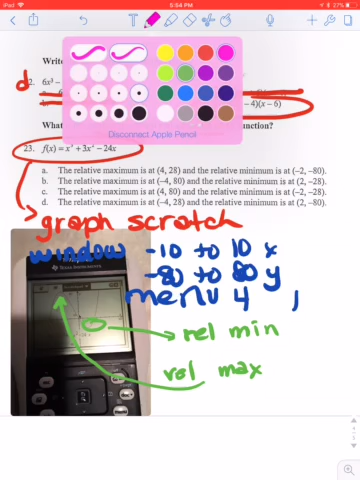 iPad
5:54 PM
27%
Writ
2. 6x³ −
d
− 4)(x − 6)
Disconnect Apple Pencil
What
unction?
23. f(x) = x³ + 3x² − 24x
a. The relative maximum is at (4, 28) and the relative minimum is at (−2, −80).
b. The relative maximum is at (−4, 80) and the relative minimum is at (2, −28).
c. The relative maximum is at (4, 80) and the relative minimum is at (−2, −28).
d. The relative maximum is at (−4, 28) and the relative minimum is at (2, −80).
graph scratch
window -10 to 10 x
-80 to 80 y
menu 4
Texas Instruments
rel min
rel max